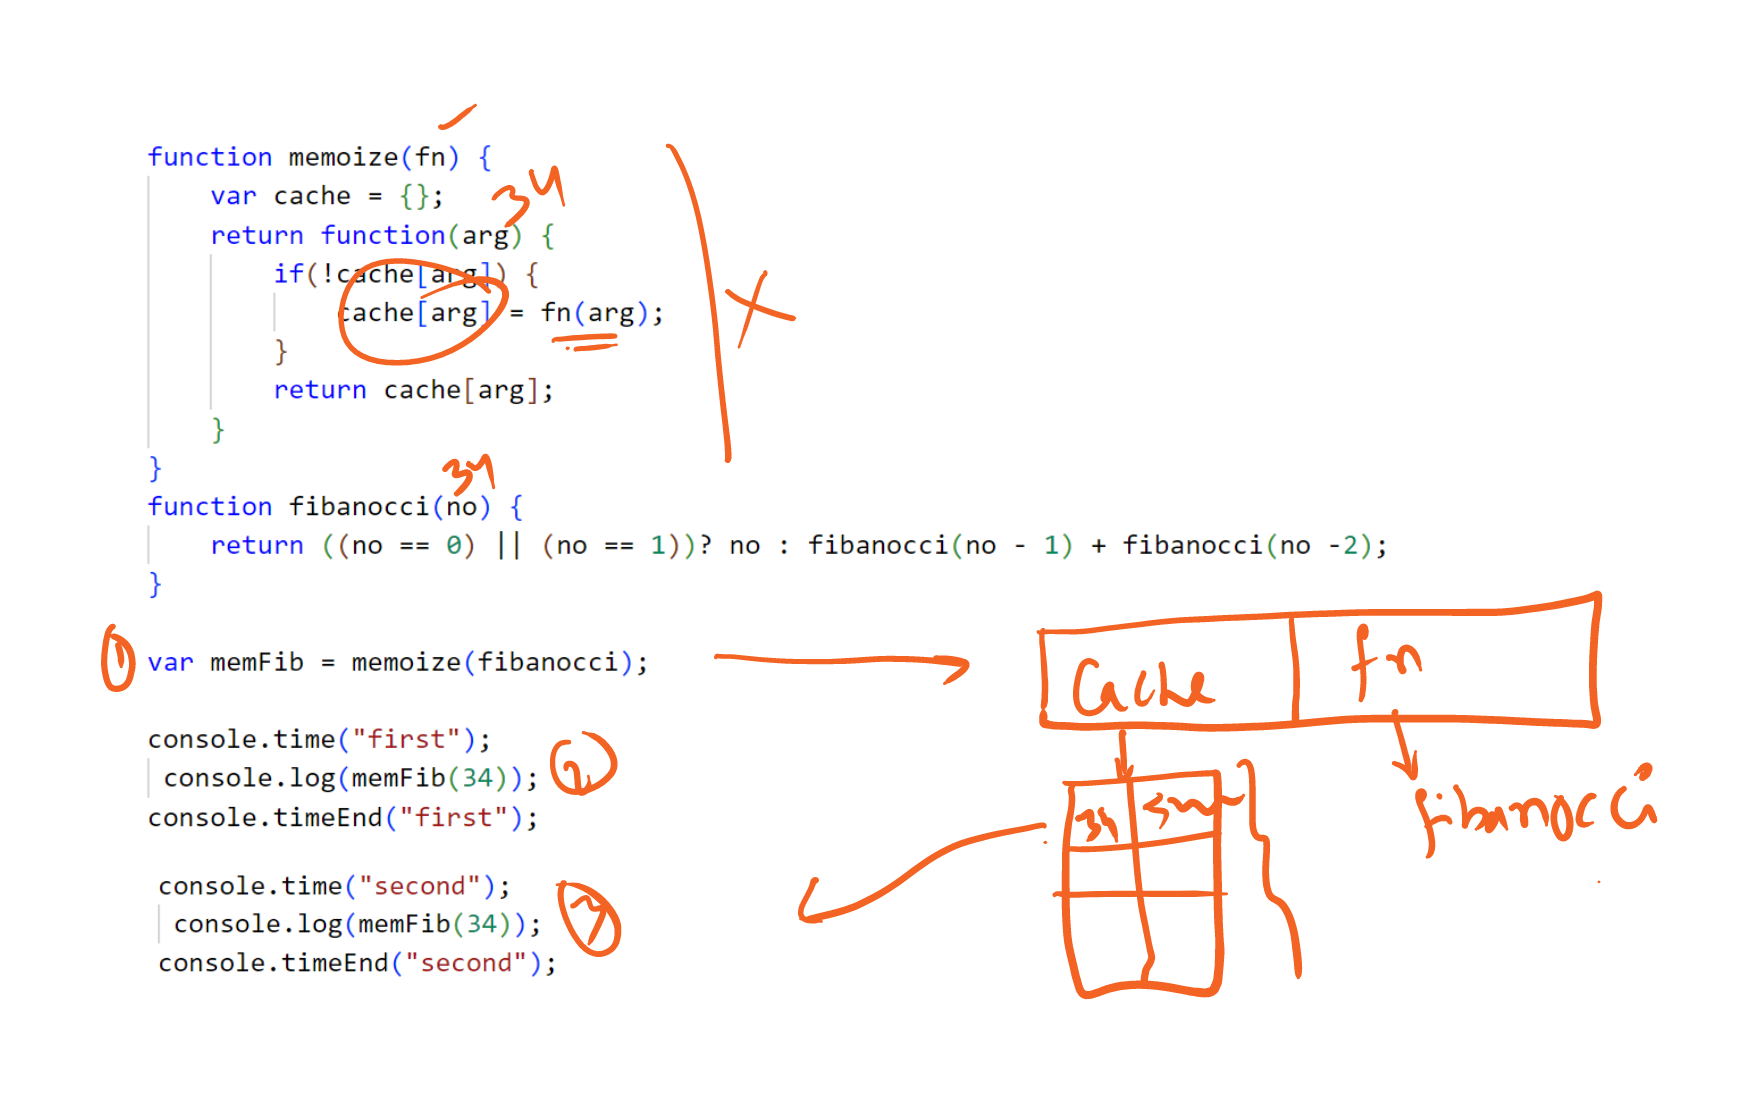 function memoize(fn) {
var cache = {};
34
return function(arg) {
if(!cache[arg]) {
cache[arg] = fn(arg);
}
return cache[arg];
}
}
34
function fibanocci(no) {
return ((no == 0) || (no == 1))? no : fibanocci(no - 1) + fibanocci(no -2);
}
1 var memFib = memoize(fibanocci);
Cache fn
console.time("first");
console.log(memFib(34)); 2
console.timeEnd("first");
34
fibanocci
console.time("second");
console.log(memFib(34)); 3
console.timeEnd("second");